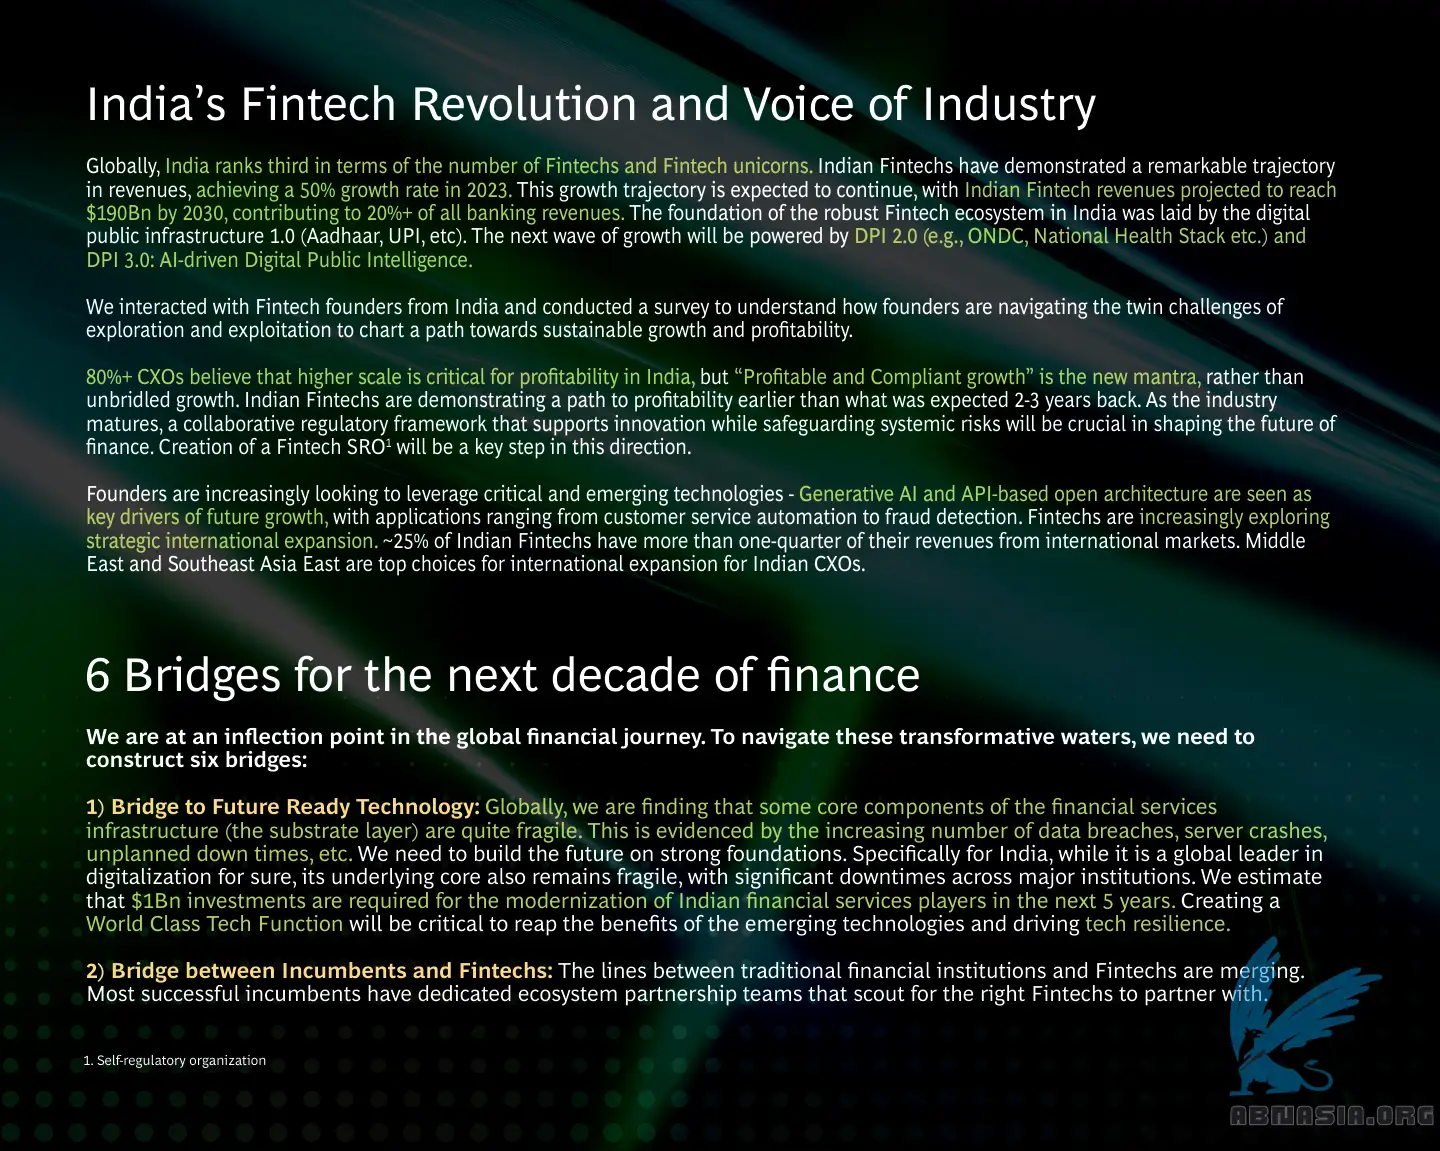 India’s Fintech Revolution and Voice of Industry
Globally, India ranks third in terms of the number of Fintechs and Fintech unicorns. Indian Fintechs have demonstrated a remarkable trajectory
in revenues, achieving a 50% growth rate in 2023. This growth trajectory is expected to continue, with Indian Fintech revenues projected to reach
$190Bn by 2030, contributing to 20%+ of all banking revenues. The foundation of the robust Fintech ecosystem in India was laid by the digital
public infrastructure 1.0 (Aadhaar, UPI, etc). The next wave of growth will be powered by DPI 2.0 (e.g., ONDC, National Health Stack etc.) and
DPI 3.0: AI-driven Digital Public Intelligence.
We interacted with Fintech founders from India and conducted a survey to understand how founders are navigating the twin challenges of
exploration and exploitation to chart a path towards sustainable growth and profitability.
80%+ CXOs believe that higher scale is critical for profitability in India, but “Profitable and Compliant growth” is the new mantra, rather than
unbridled growth. Indian Fintechs are demonstrating a path to profitability earlier than what was expected 2-3 years back. As the industry
matures, a collaborative regulatory framework that supports innovation while safeguarding systemic risks will be crucial in shaping the future of
finance. Creation of a Fintech SRO1 will be a key step in this direction.
Founders are increasingly looking to leverage critical and emerging technologies - Generative AI and API-based open architecture are seen as
key drivers of future growth, with applications ranging from customer service automation to fraud detection. Fintechs are increasingly exploring
strategic international expansion. ~25% of Indian Fintechs have more than one-quarter of their revenues from international markets. Middle
East and Southeast Asia East are top choices for international expansion for Indian CXOs.
6 Bridges for the next decade of finance
We are at an inflection point in the global financial journey. To navigate these transformative waters, we need to
construct six bridges:
1) Bridge to Future Ready Technology: Globally, we are finding that some core components of the financial services
infrastructure (the substrate layer) are quite fragile. This is evidenced by the increasing number of data breaches, server crashes,
unplanned down times, etc. We need to build the future on strong foundations. Specifically for India, while it is a global leader in
digitalization for sure, its underlying core also remains fragile, with significant downtimes across major institutions. We estimate
that $1Bn investments are required for the modernization of Indian financial services players in the next 5 years. Creating a
World Class Tech Function will be critical to reap the benefits of the emerging technologies and driving tech resilience.
2) Bridge between Incumbents and Fintechs: The lines between traditional financial institutions and Fintechs are merging.
Most successful incumbents have dedicated ecosystem partnership teams that scout for the right Fintechs to partner with.
1. Self-regulatory organization
ABNASIA.ORG